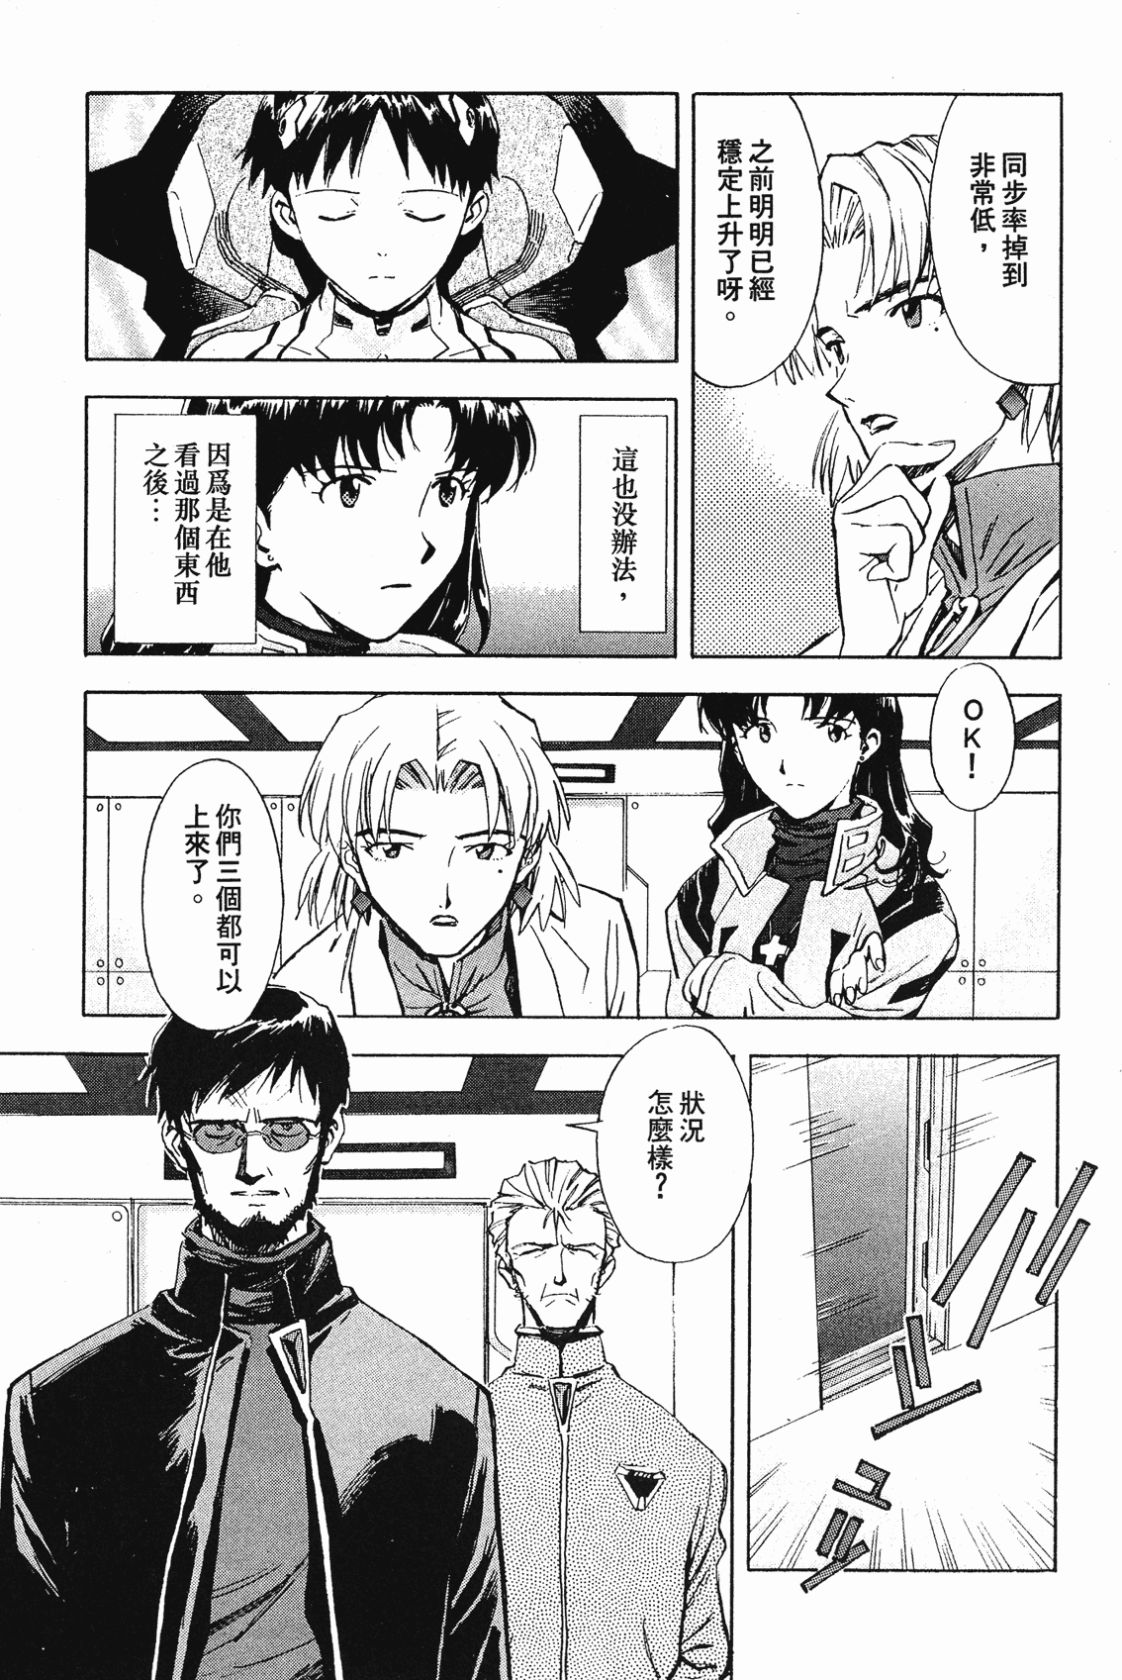 同步率掉到
非常低，
之前明明已經
穩定上升了呀。
這也没辦法，
因爲是在他
看過那個東西
之後…
OK！
你們三個都可以
上來了。
狀況
怎麼樣？